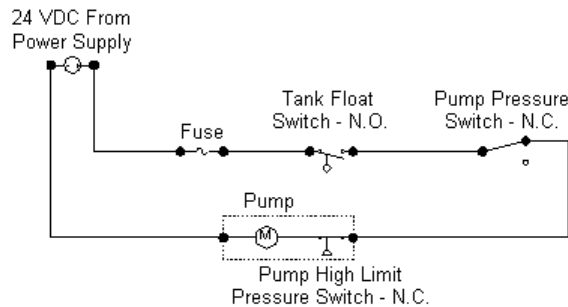 24 VDC From
Power Supply
Tank Float
Switch - N.O.
Pump Pressure
Switch - N.C.
Fuse
Pump
M
Pump High Limit
Pressure Switch - N.C.